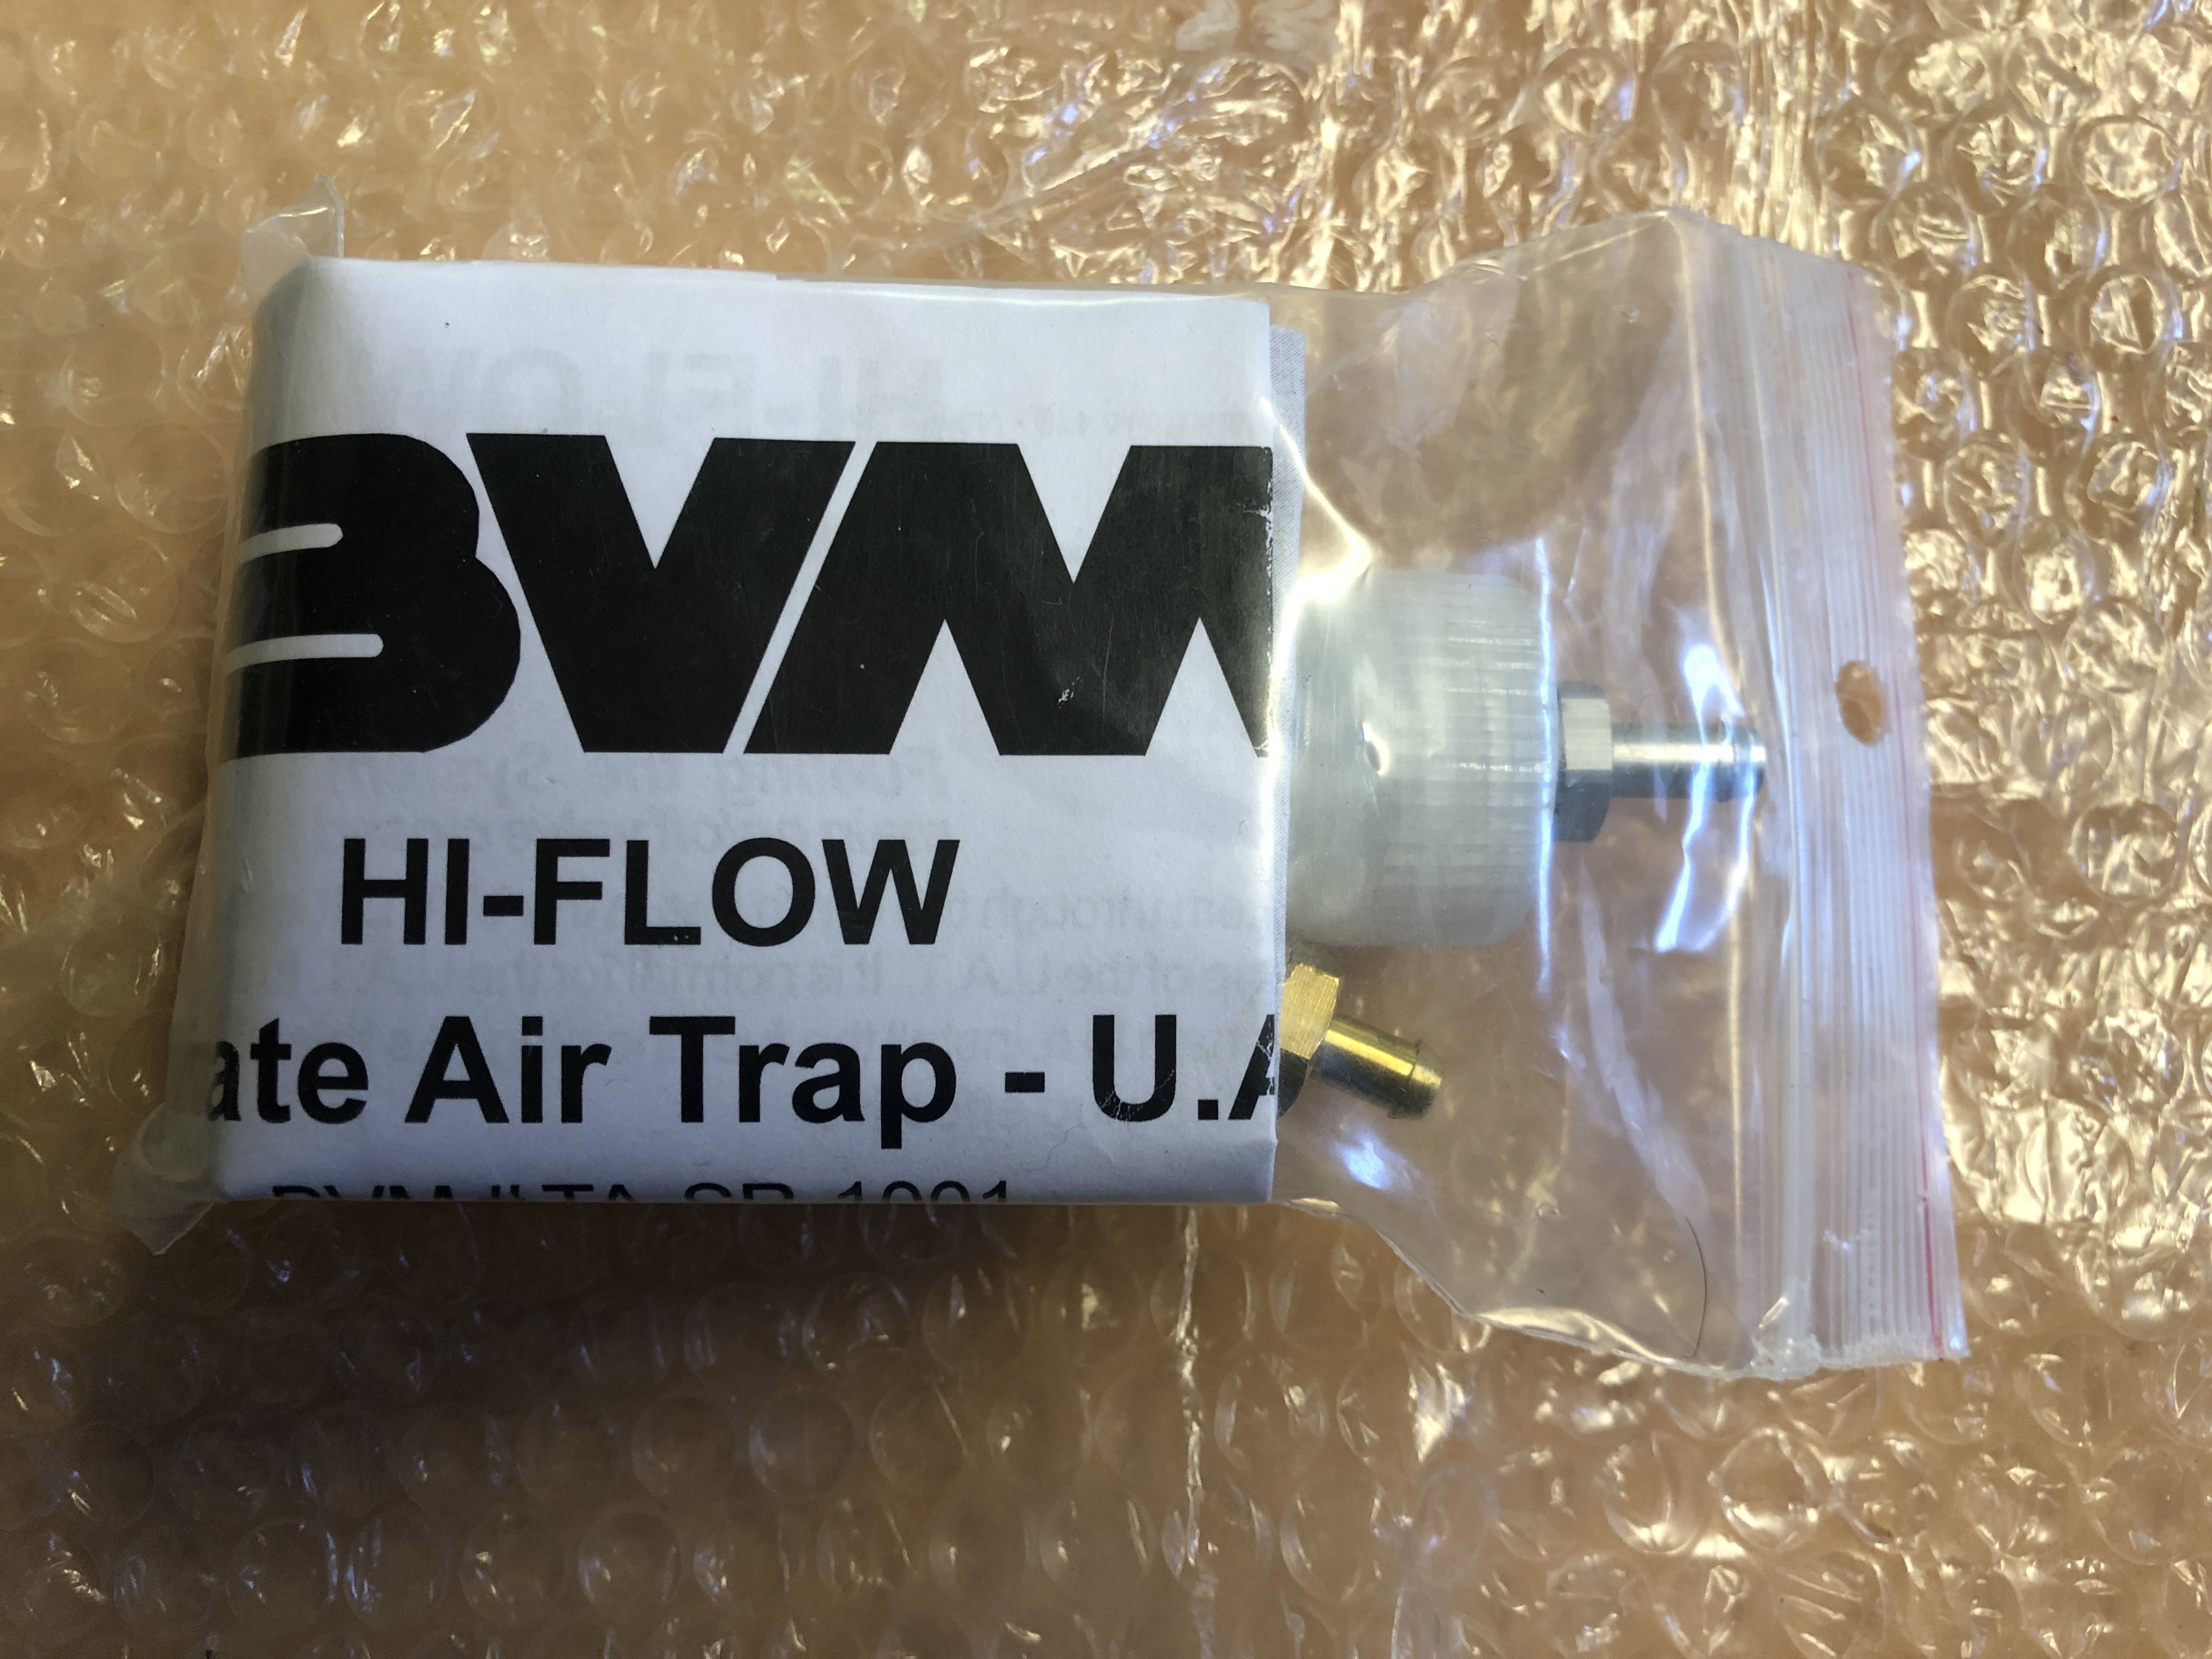 BVM
HI-FLOW
ate Air Trap - U.A